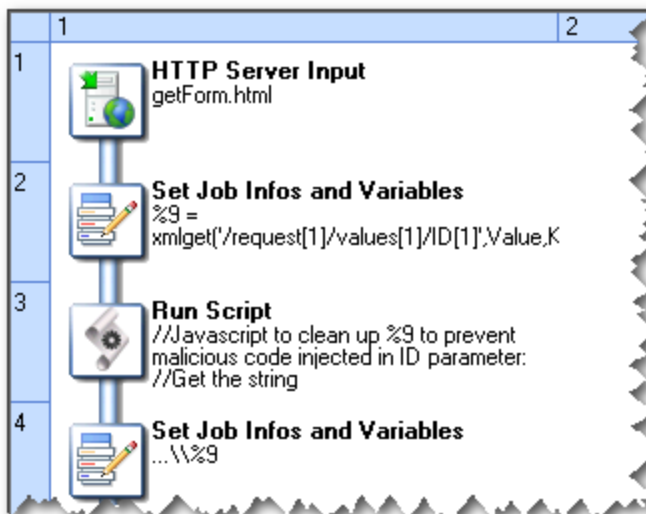 1 2
1
HTTP Server Input
getForm.html
2
Set Job Infos and Variables
%9 =
xmlget('/request[1]/values[1]/ID[1]',Value,K
3
Run Script
//Javascript to clean up %9 to prevent
malicious code injected in ID parameter:
//Get the string
4
Set Job Infos and Variables
...\\%9